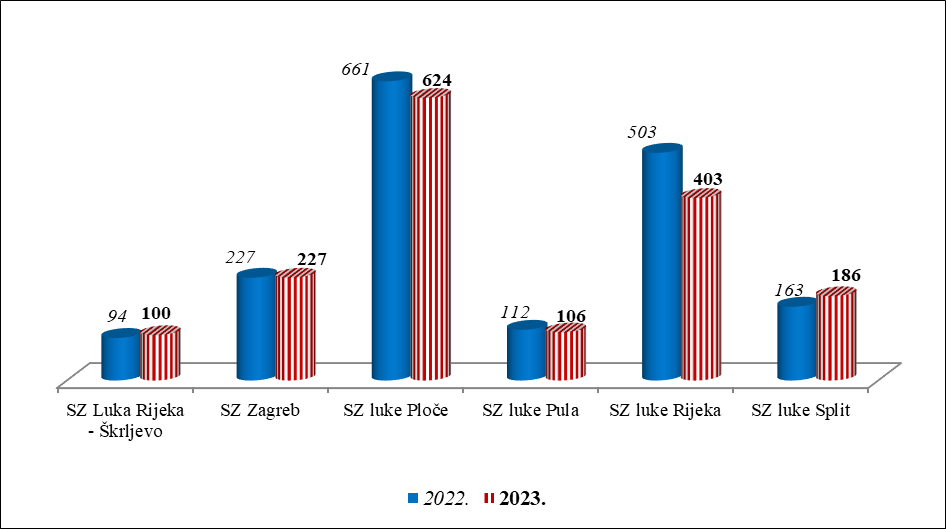 661
624
503
403
227
227
163
186
94
100
112
106
SZ Luka Rijeka
- Škrljevo
SZ Zagreb
SZ luke Ploče
SZ luke Pula
SZ luke Rijeka
SZ luke Split
2022.
2023.